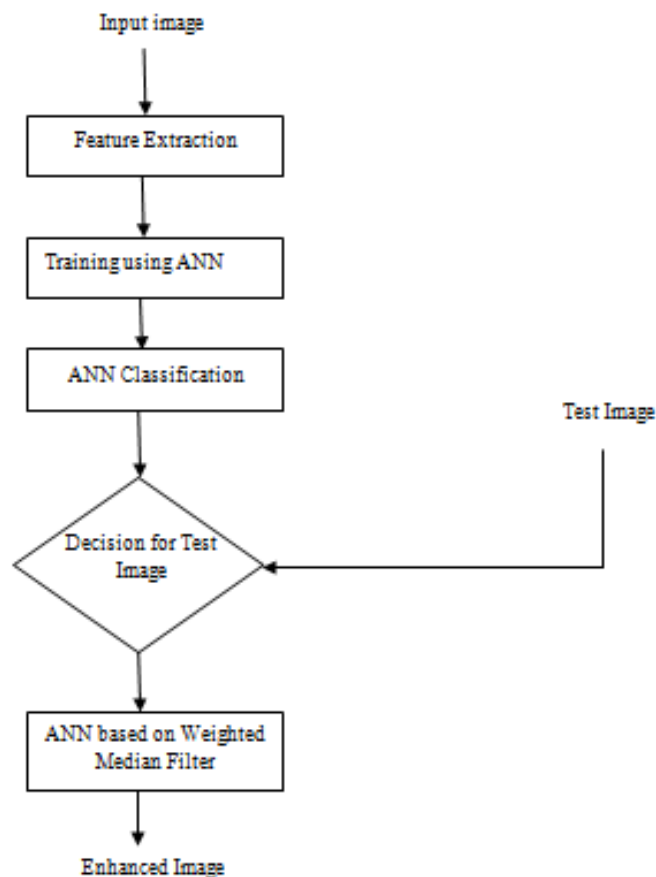 Input image
Feature Extraction
Training using ANN
ANN Classification
Test Image
Decision for Test
Image
ANN based on Weighted
Median Filter
Enhanced Image